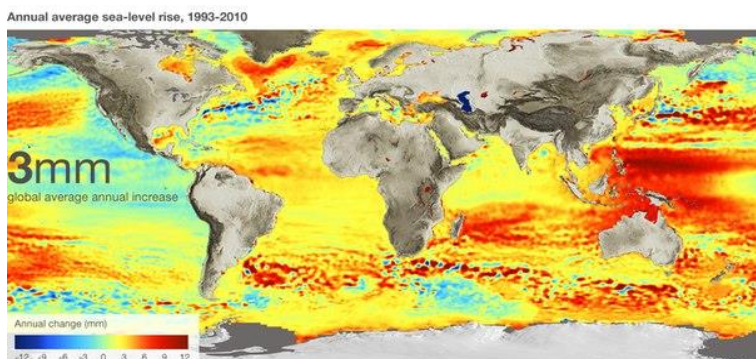 Annual average sea-level rise, 1993-2010
3mm
global average annual increase
Annual change (mm)
-12 -9 -6 -3 0 3 6 9 12